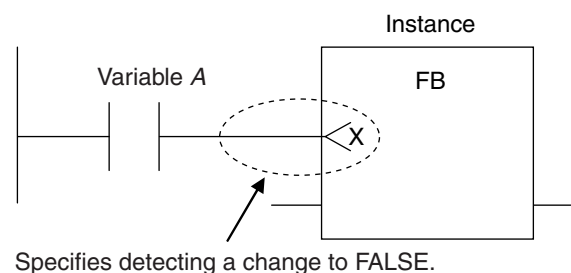 Instance
Variable A
FB
X
Specifies detecting a change to FALSE.